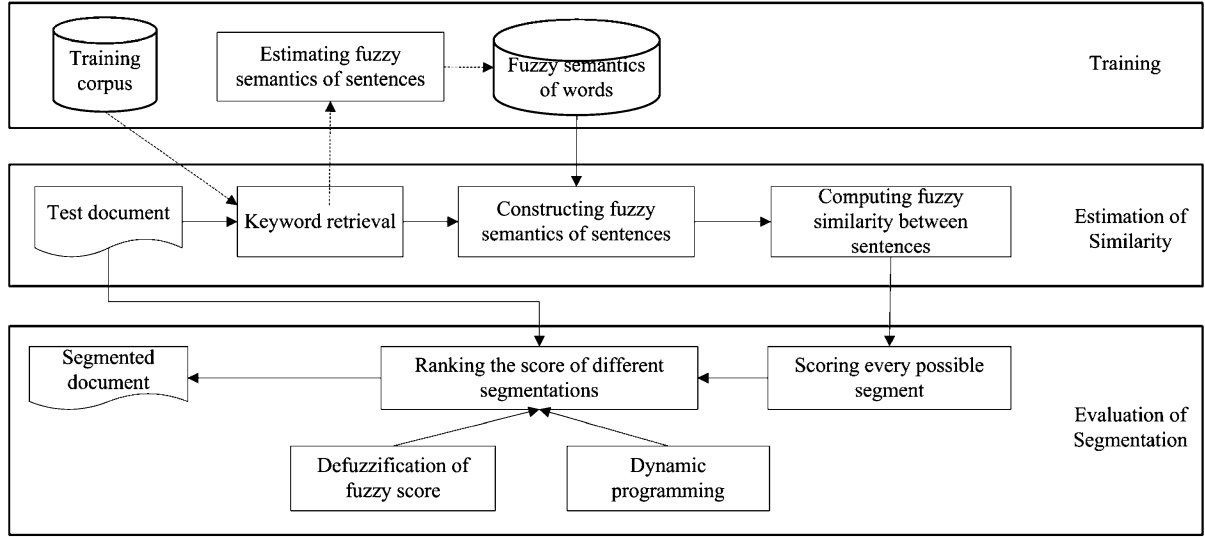 Training
corpus
Estimating fuzzy
semantics of sentences
Fuzzy semantics
of words
Training
Test document
Keyword retrieval
Constructing fuzzy
semantics of sentences
Computing fuzzy
similarity between
sentences
Estimation of
Similarity
Segmented
document
Ranking the score of different
segmentations
Scoring every possible
segment
Evaluation of
Segmentation
Defuzzification of
fuzzy score
Dynamic
programming